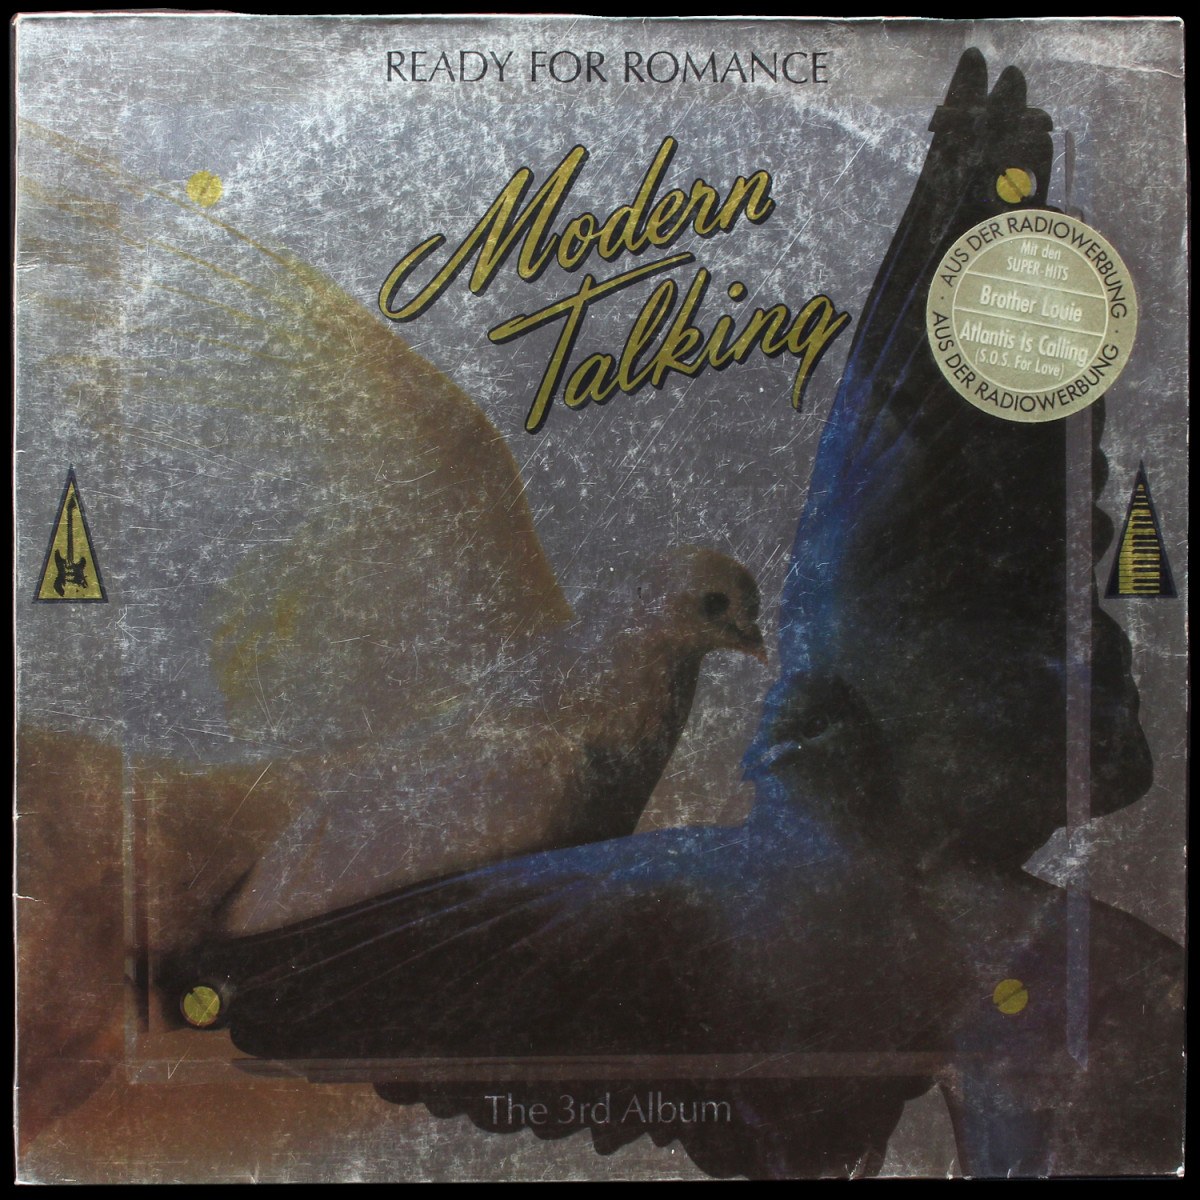 READY FOR ROMANCE
Modern
Talking
AUS DER RADIOWERBUNG ·
Mit den
SUPER-HITS
Brother Louie
Atlantis Is Calling
(S.O.S. For Love)
AUS DER RADIOWERBUNG ·
The 3rd Album